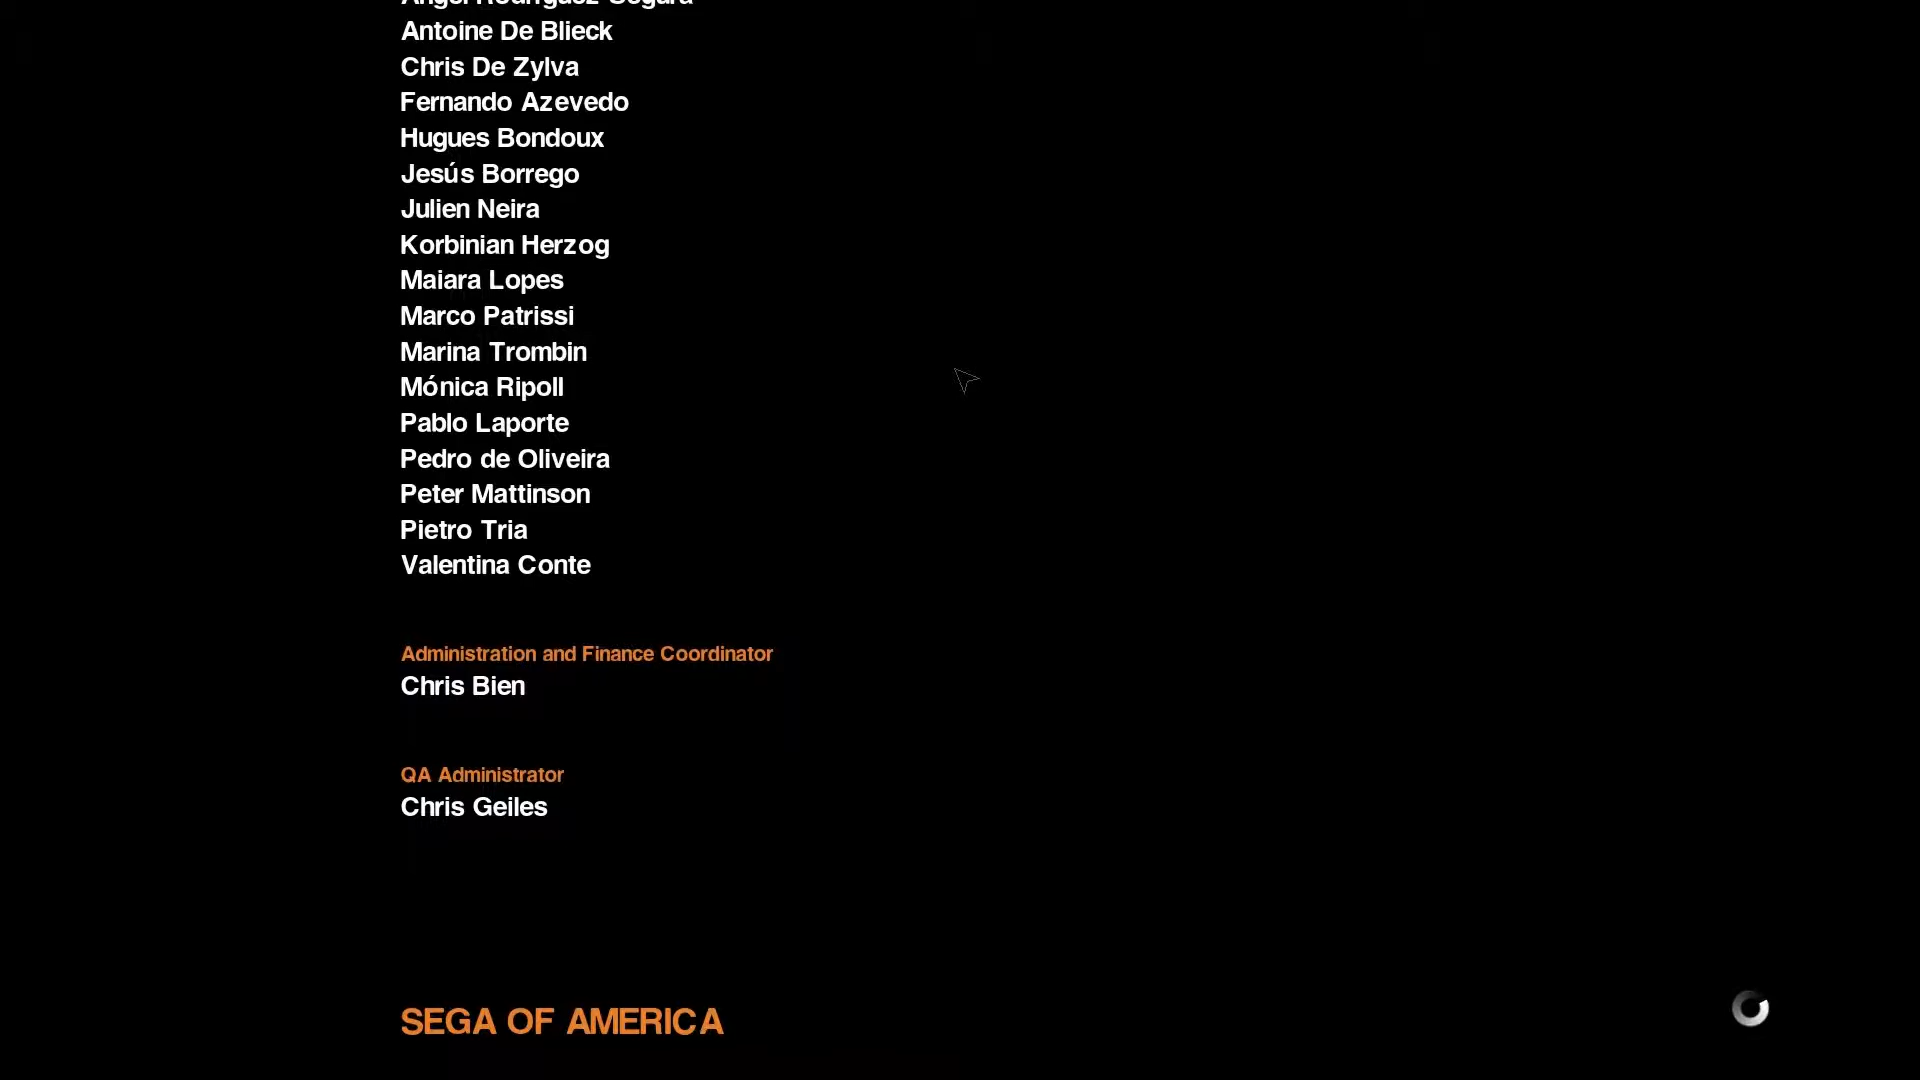 Antoine De Blieck
Chris De Zylva
Fernando Azevedo
Hugues Bondoux
Jesús Borrego
Julien Neira
Korbinian Herzog
Maiara Lopes
Marco Patrissi
Marina Trombin
Mónica Ripoll
Pablo Laporte
Pedro de Oliveira
Peter Mattinson
Pietro Tria
Valentina Conte
Administration and Finance Coordinator
Chris Bien
QA Administrator
Chris Geiles
SEGA OF AMERICA